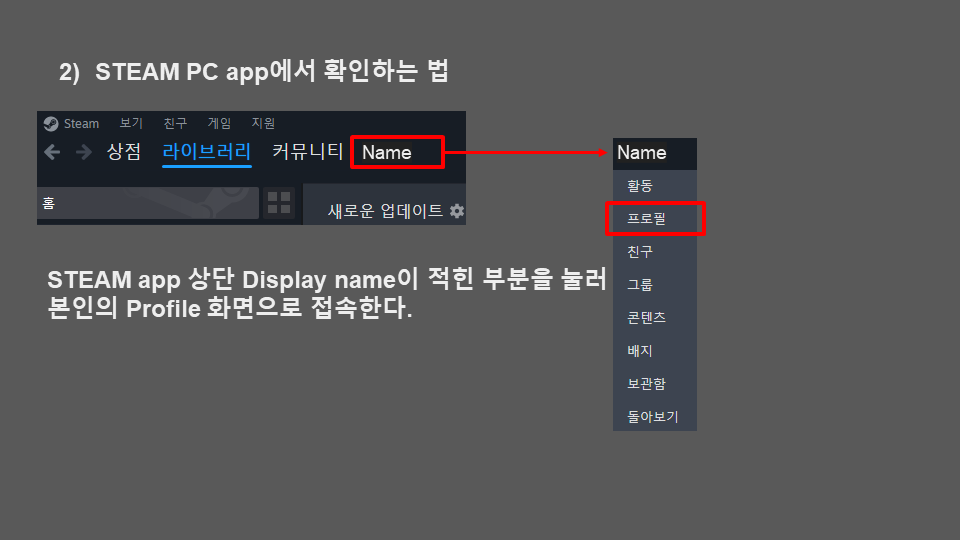 2) STEAM PC app에서 확인하는 법
Steam 보기 친구 게임 지원
상점 라이브러리 커뮤니티 Name
홈
새로운 업데이트
Name
활동
프로필
친구
그룹
콘텐츠
배지
보관함
돌아보기
STEAM app 상단 Display name이 적힌 부분을 눌러
본인의 Profile 화면으로 접속한다.